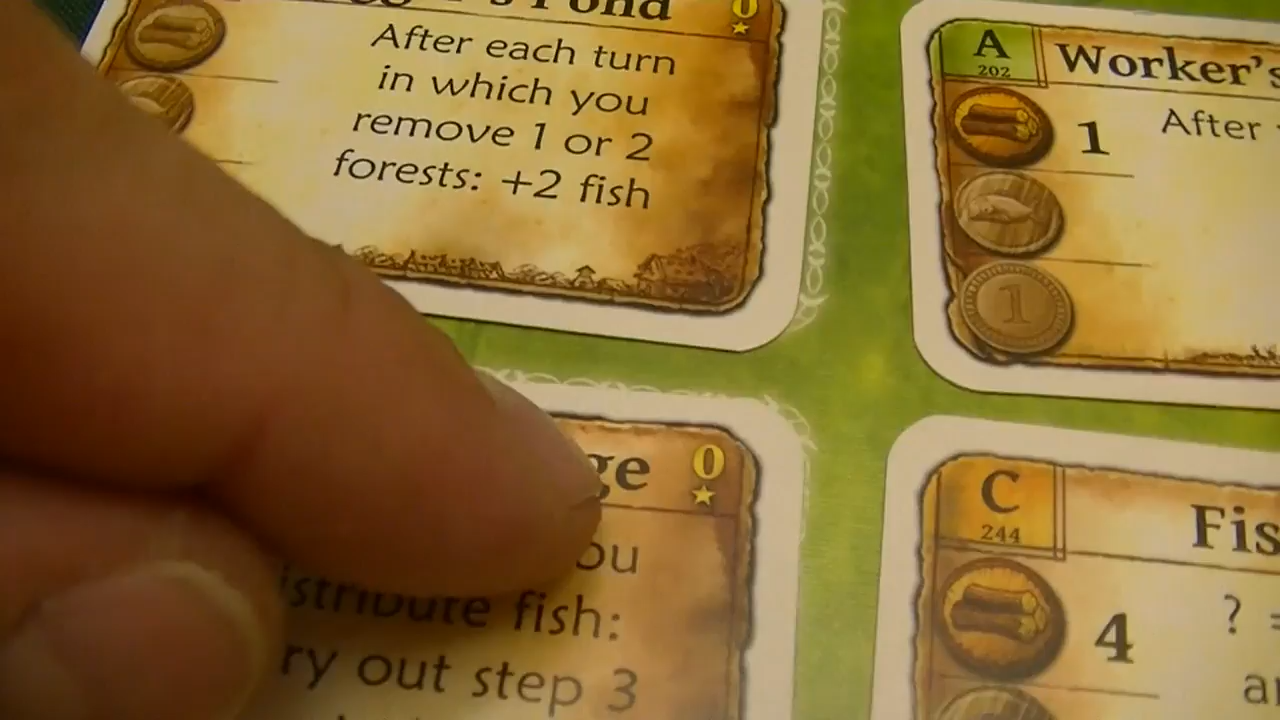 Pond
0
After each turn
in which you
remove 1 or 2
forests: +2 fish
A
202
Worker's
1
After
1
ge
0
ou
istribute fish:
ry out step 3
C
244
Fis
4
? =